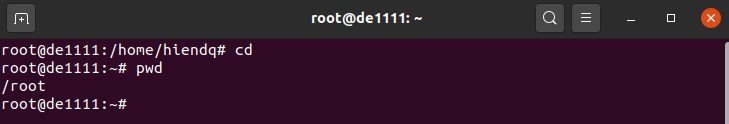 root@de1111: ~
root@de1111:/home/hiendq# cd
root@de1111:~# pwd
/root
root@de1111:~#